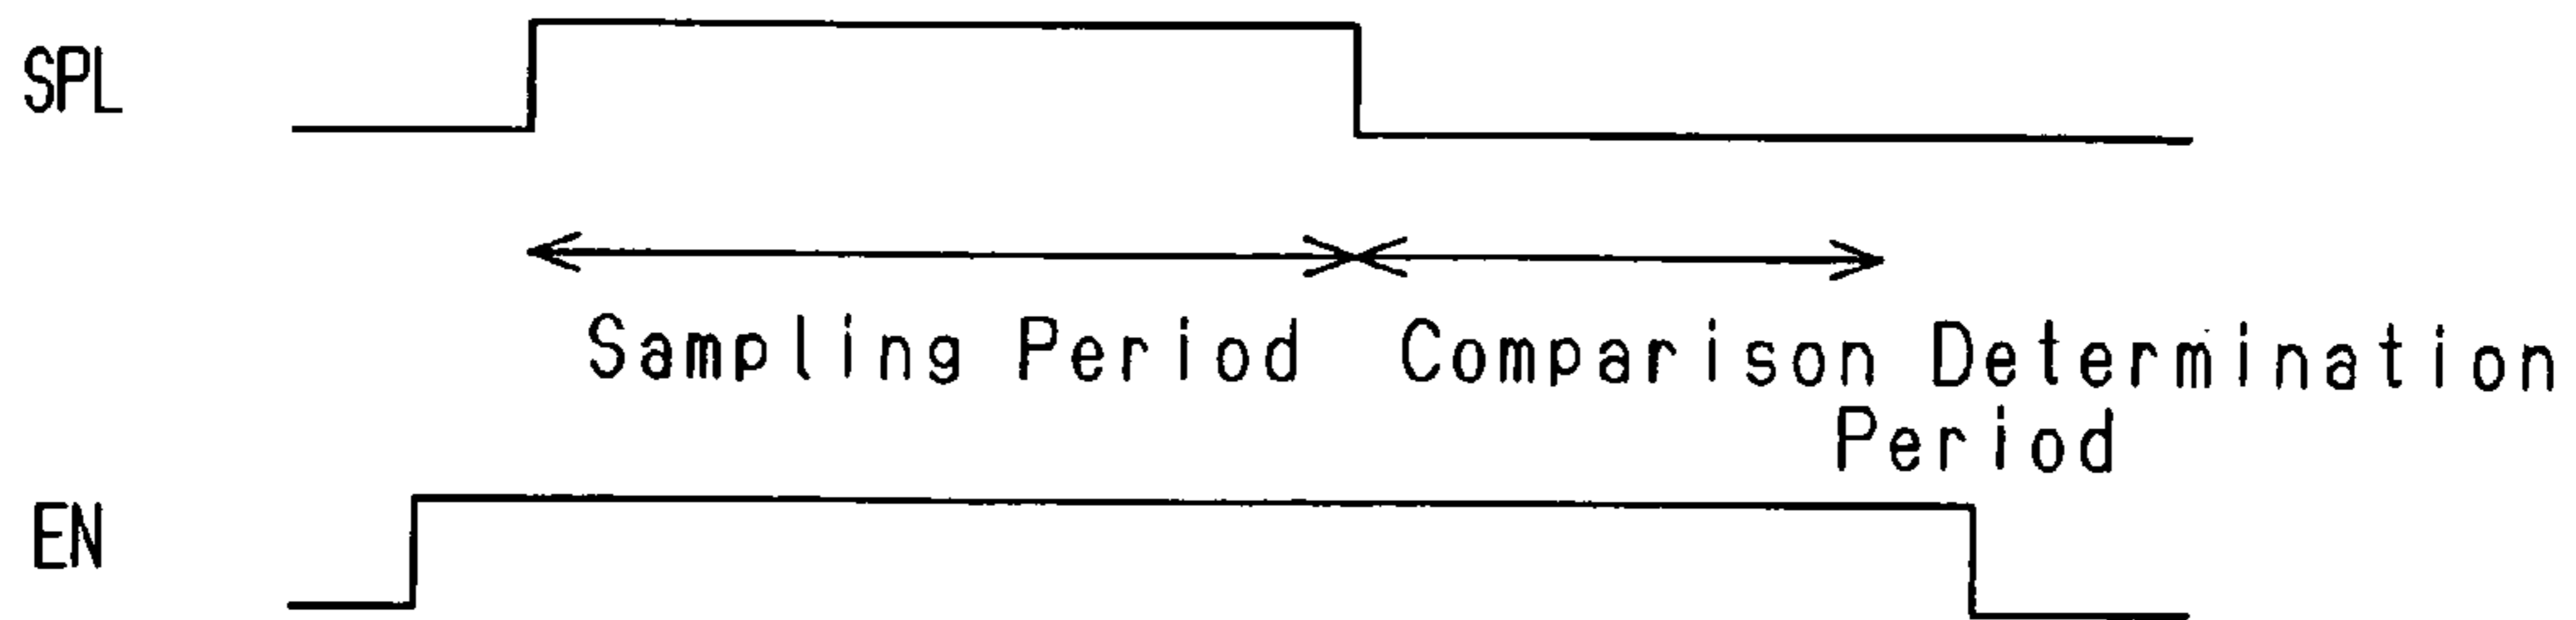 SPL
Sampling Period Comparison Determination
Period
EN